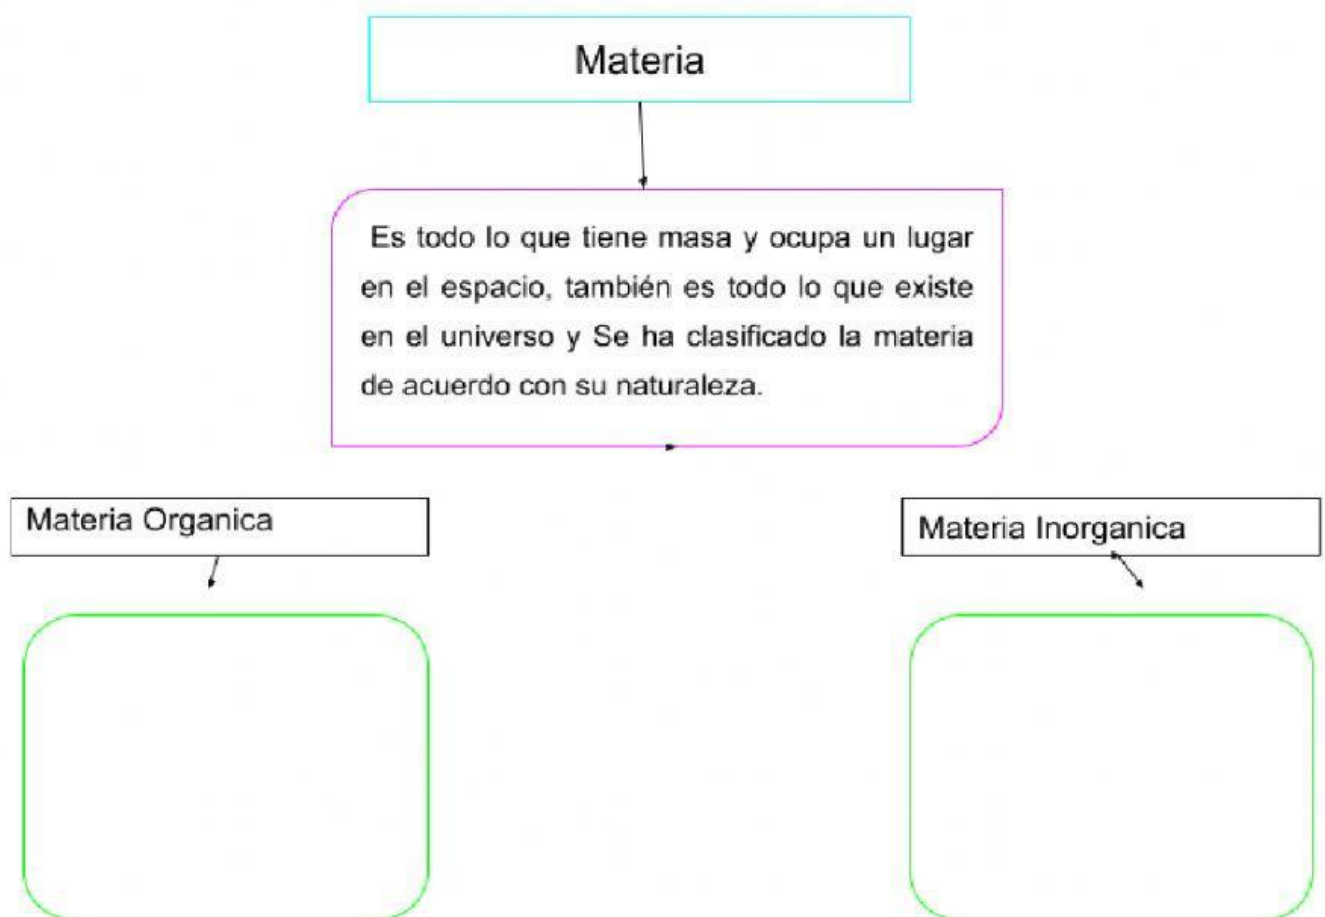 Materia
Es todo lo que tiene masa y ocupa un lugar
en el espacio, también es todo lo que existe
en el universo y Se ha clasificado la materia
de acuerdo con su naturaleza.
Materia Organica
Materia Inorganica